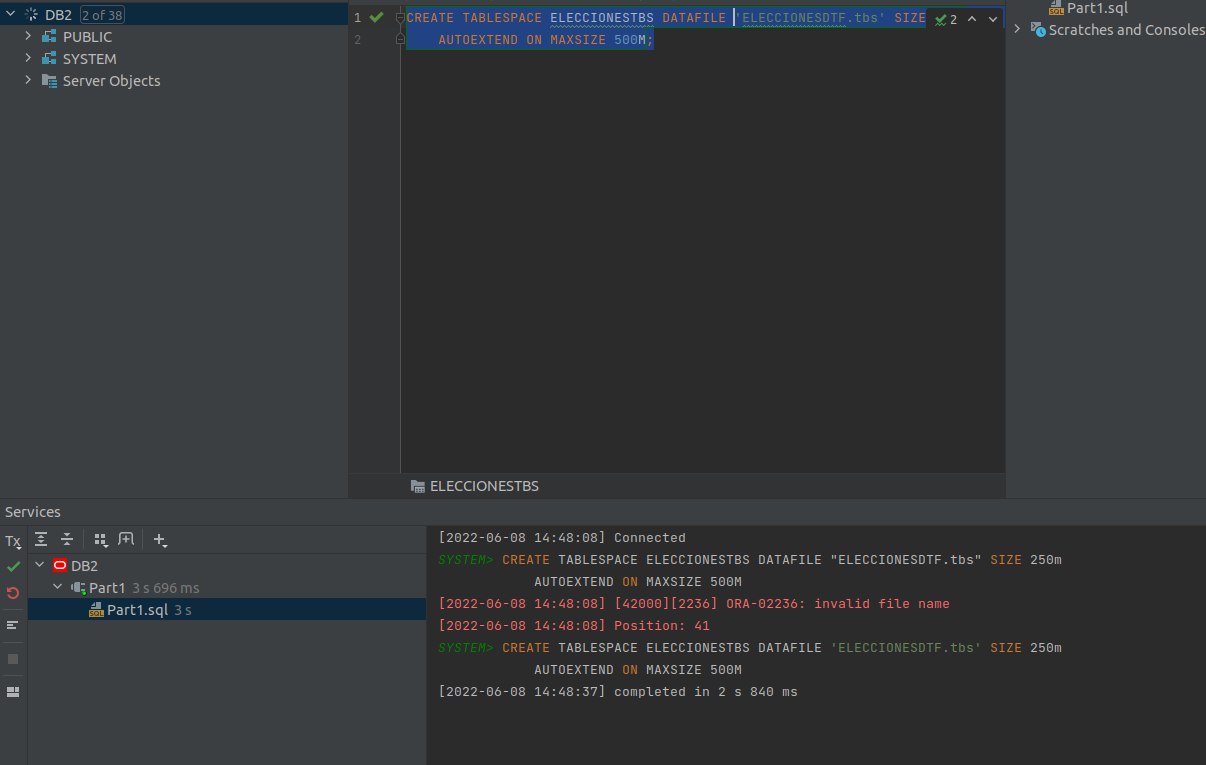 DB2 2 of 38
PUBLIC
SYSTEM
Server Objects
1 CREATE TABLESPACE ELECCIONESTBS DATAFILE 'ELECCIONESDTF.tbs' SIZE
2 AUTOEXTEND ON MAXSIZE 500M;
2
Part1.sql
Scratches and Consoles
ELECCIONESTBS
Services
Tx
DB2
Part1 3 s 696 ms
Part1.sql 3 s
[2022-06-08 14:48:08] Connected
SYSTEM> CREATE TABLESPACE ELECCIONESTBS DATAFILE "ELECCIONESDTF.tbs" SIZE 250m
AUTOEXTEND ON MAXSIZE 500M
[2022-06-08 14:48:08] [42000][2236] ORA-02236: invalid file name
[2022-06-08 14:48:08] Position: 41
SYSTEM> CREATE TABLESPACE ELECCIONESTBS DATAFILE 'ELECCIONESDTF.tbs' SIZE 250m
AUTOEXTEND ON MAXSIZE 500M
[2022-06-08 14:48:37] completed in 2 s 840 ms